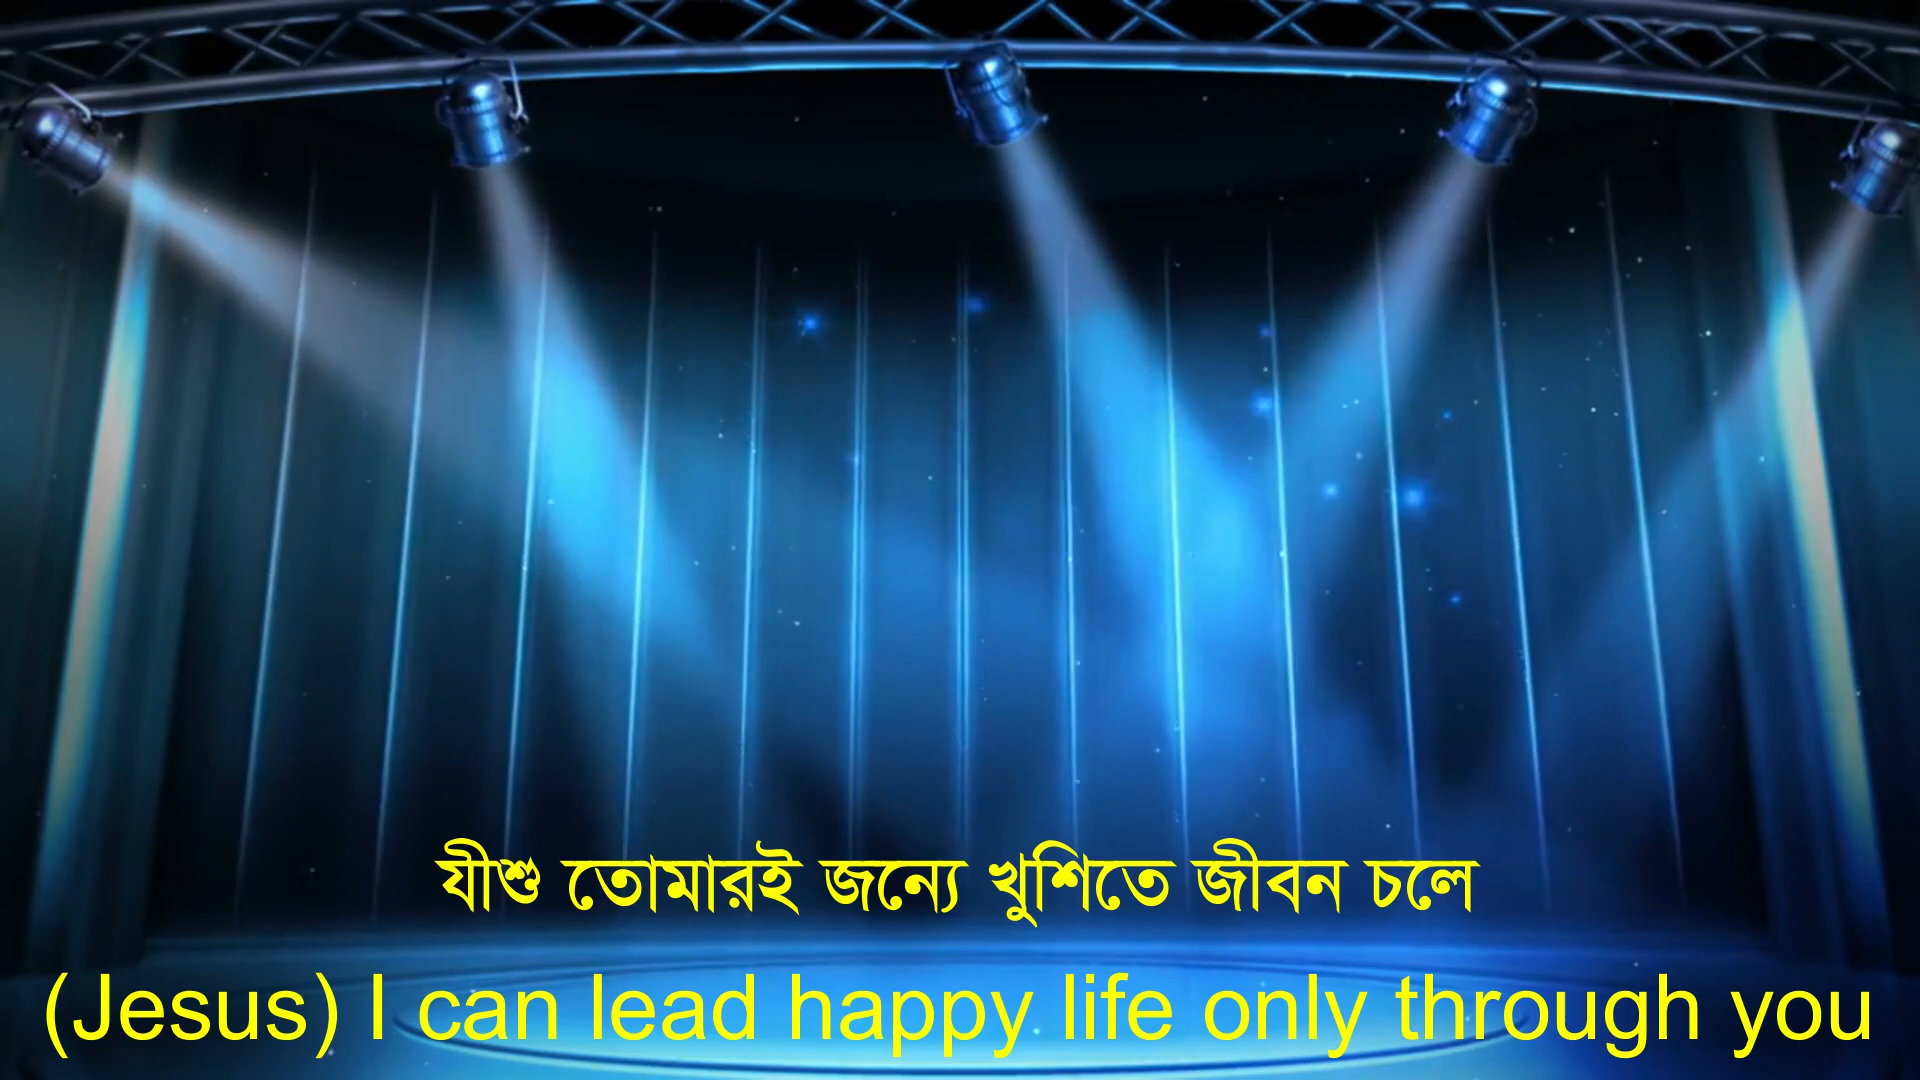 যীশু তোমারই জন্যে খুশিতে জীবন চলে
(Jesus) I can lead happy life only through you